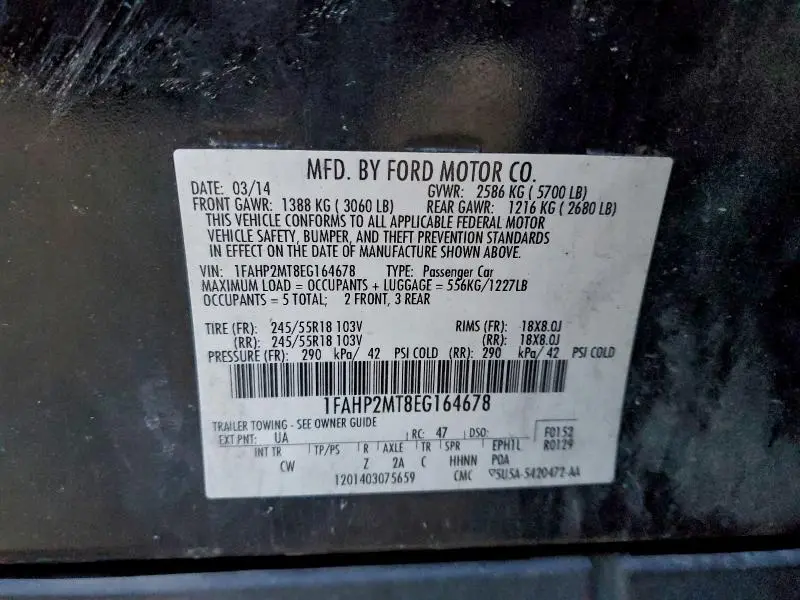 MFD. BY FORD MOTOR CO.
DATE: 03/14 GVWR: 2586 KG ( 5700 LB)
FRONT GAWR: 1388 KG ( 3060 LB) REAR GAWR: 1216 KG ( 2680 LB)
THIS VEHICLE CONFORMS TO ALL APPLICABLE FEDERAL MOTOR
VEHICLE SAFETY, BUMPER, AND THEFT PREVENTION STANDARDS
IN EFFECT ON THE DATE OF MANUFACTURE SHOWN ABOVE.
VIN: 1FAHP2MT8EG164678 TYPE: Passenger Car
MAXIMUM LOAD = OCCUPANTS + LUGGAGE = 556KG/1227LB
OCCUPANTS = 5 TOTAL; 2 FRONT, 3 REAR
TIRE (FR): 245/55R18 103V RIMS (FR): 18X8.0J
(RR): 245/55R18 103V (RR): 18X8.0J
PRESSURE (FR): 290 kPa/ 42 PSI COLD (RR): 290 kPa/ 42 PSI COLD
1FAHP2MT8EG164678
TRAILER TOWING - SEE OWNER GUIDE
EXT PNT: UA RC: 47 DSO: F0152
R0129
INT TR TP/PS R AXLE TR SPR EPH1L
CW Z 2A C HHNN POA
1201403075659 CMC